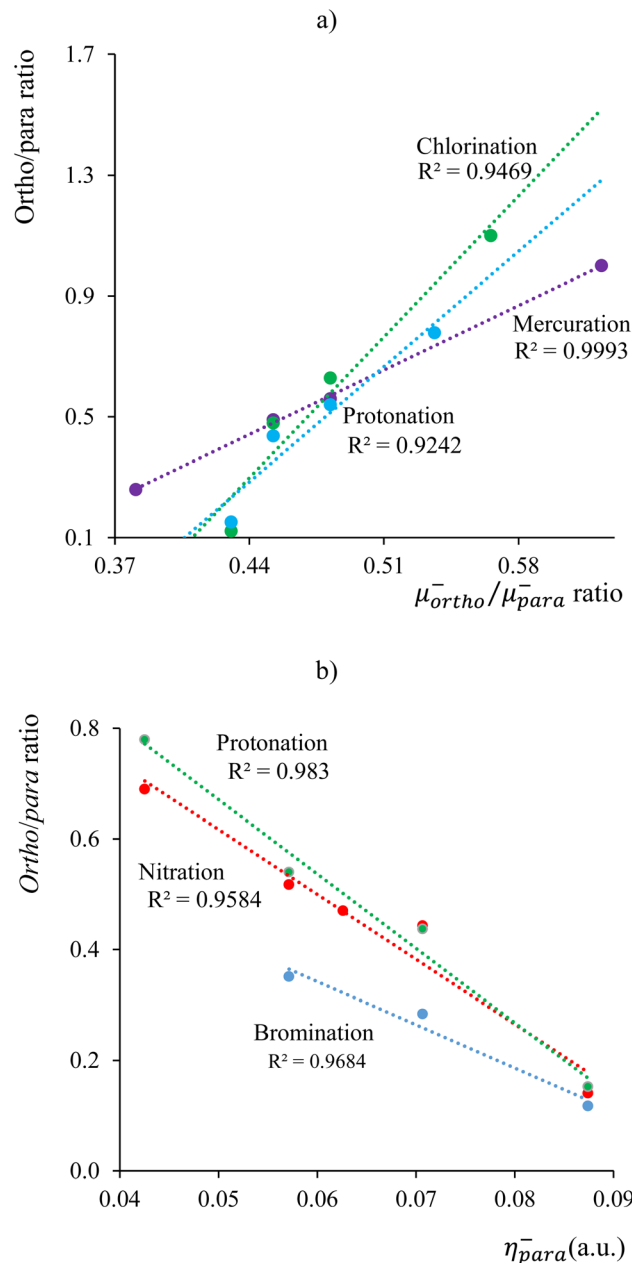 a)
Ortho/para ratio
1.7
1.3
0.9
0.5
0.1
Chlorination
R² = 0.9469
Mercuration
R² = 0.9993
Protonation
R² = 0.9242
0.37 0.44 0.51 0.58
μ⁻ortho/μ⁻para ratio
b)
Ortho/para ratio
0.8
0.6
0.4
0.2
0.0
Protonation
R² = 0.983
Nitration
R² = 0.9584
Bromination
R² = 0.9684
0.04 0.05 0.06 0.07 0.08 0.09
η⁻para(a.u.)